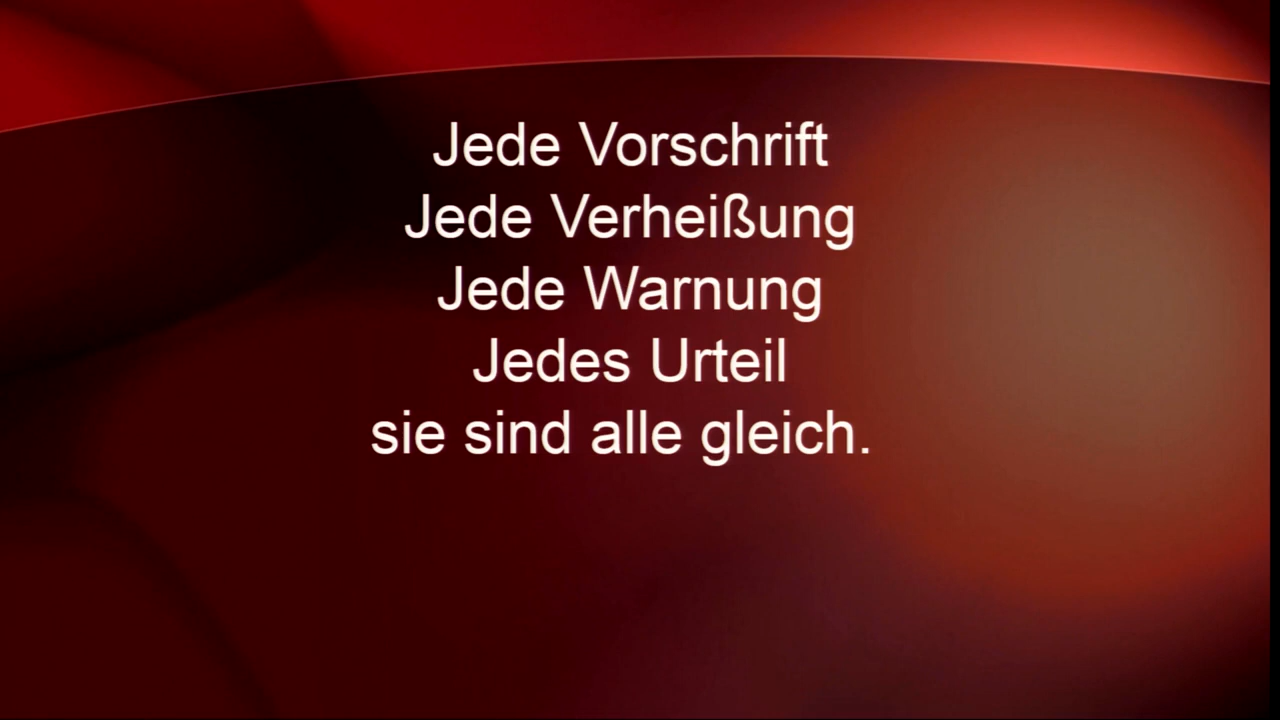 Jede Vorschrift
Jede Verheißung
Jede Warnung
Jedes Urteil
sie sind alle gleich.